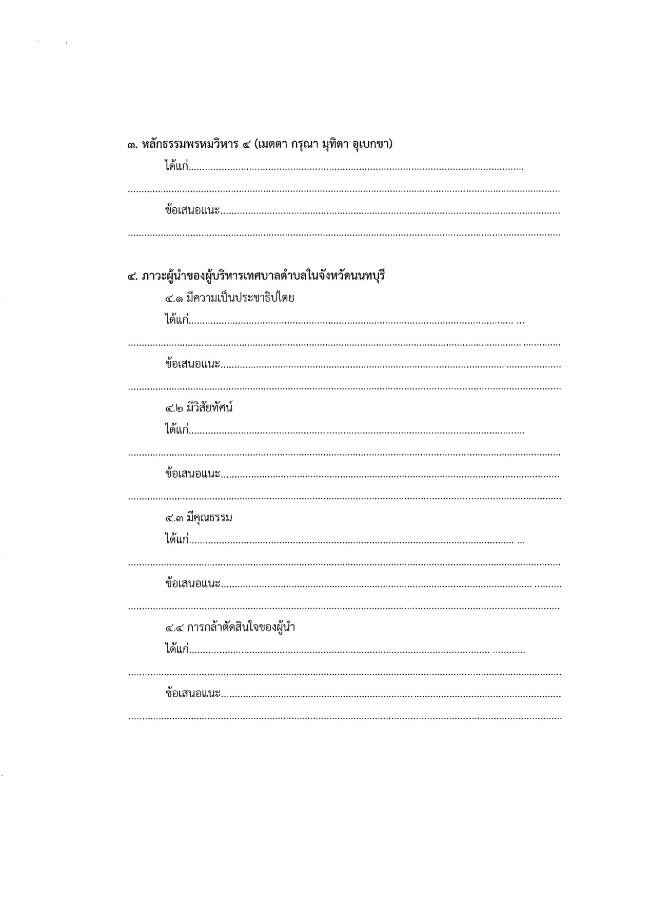 ๓. หลักธรรมพรหมวิหาร ๔ (เมตตา กรุณา มุทิตา อุเบกขา)
ได้แก่....................................................................................................................
......................................................................................................................................................
ข้อเสนอแนะ......................................................................................................................
......................................................................................................................................................
๔. ภาวะผู้นำของผู้บริหารเทศบาลตำบลในจังหวัดนนทบุรี
๔.๑ มีความเป็นประชาธิปไตย
ได้แก่................................................................................................................ ...
........................................................................................................................................ .............
ข้อเสนอแนะ.................................................................................................. ...................
......................................................................................................................................................
๔.๒ มีวิสัยทัศน์
ได้แก่............................................... .....................................................................
......................................................................................................................................................
ข้อเสนอแนะ......................................................................................................................
......................................................................................................................................................
๔.๓ มีคุณธรรม
ได้แก่................................................................................................................ ...
......................................................................................................................................................
ข้อเสนอแนะ............................................................................................................ ..........
......................................................................................................................................................
๔.๔ การกล้าตัดสินใจของผู้นำ
ได้แก่........................................................................................................ ............
......................................................................................................................................................
ข้อเสนอแนะ......................................................................................................................
......................................................................................................................................................